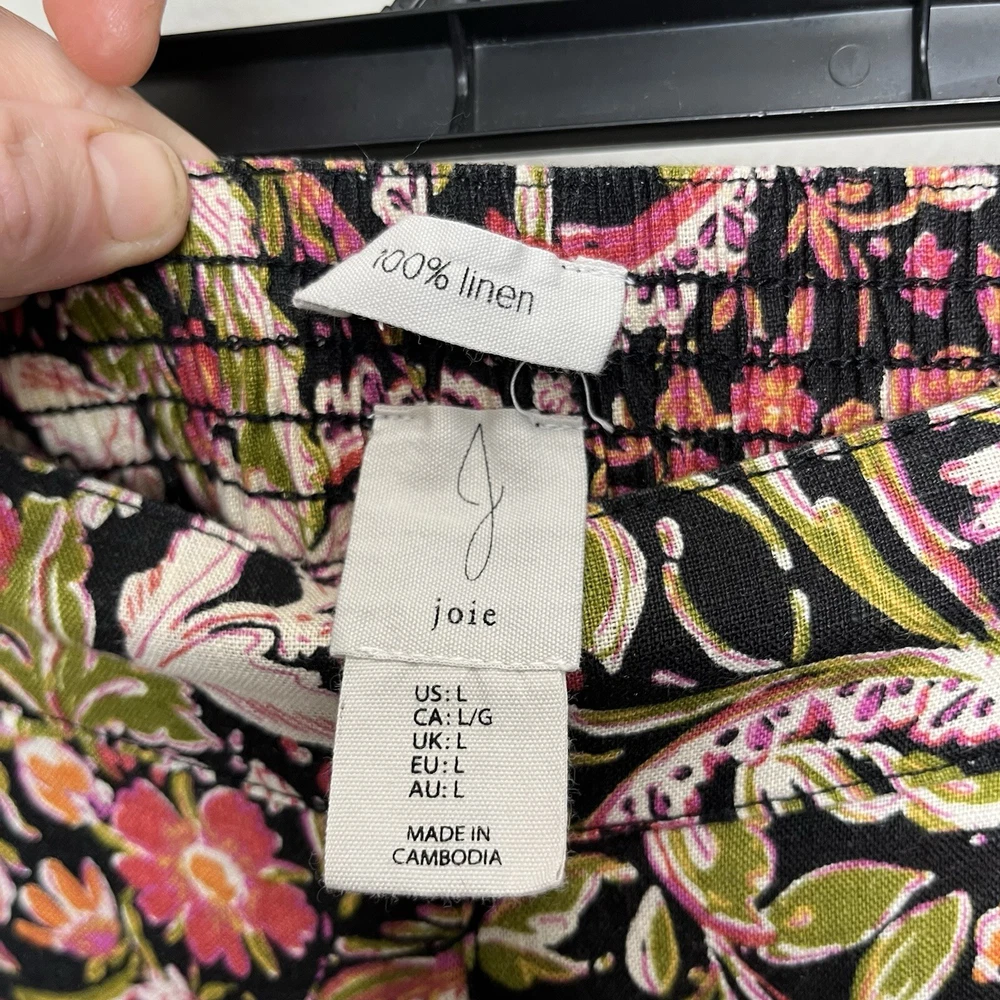 100% linen
J
joie
US: L
CA: L/G
UK: L
EU: L
AU: L
MADE IN
CAMBODIA